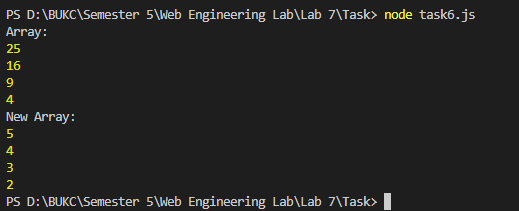 PS D:\BUKC\Semester 5\Web Engineering Lab\Lab 7\Task> node task6.js
Array:
25
16
9
4
New Array:
5
4
3
2
PS D:\BUKC\Semester 5\Web Engineering Lab\Lab 7\Task>